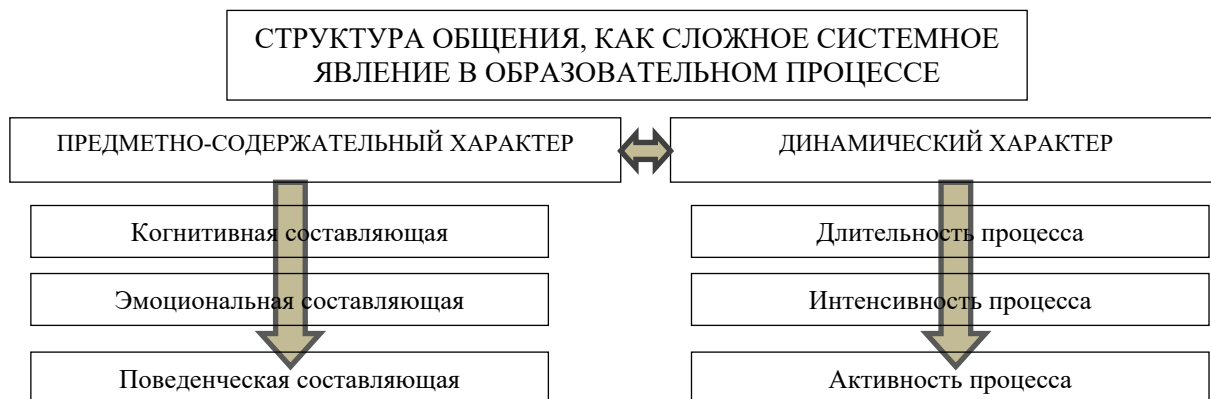 СТРУКТУРА ОБЩЕНИЯ, КАК СЛОЖНОЕ СИСТЕМНОЕ
ЯВЛЕНИЕ В ОБРАЗОВАТЕЛЬНОМ ПРОЦЕССЕ
ПРЕДМЕТНО-СОДЕРЖАТЕЛЬНЫЙ ХАРАКТЕР
ДИНАМИЧЕСКИЙ ХАРАКТЕР
Когнитивная составляющая
Длительность процесса
Эмоциональная составляющая
Интенсивность процесса
Поведенческая составляющая
Активность процесса